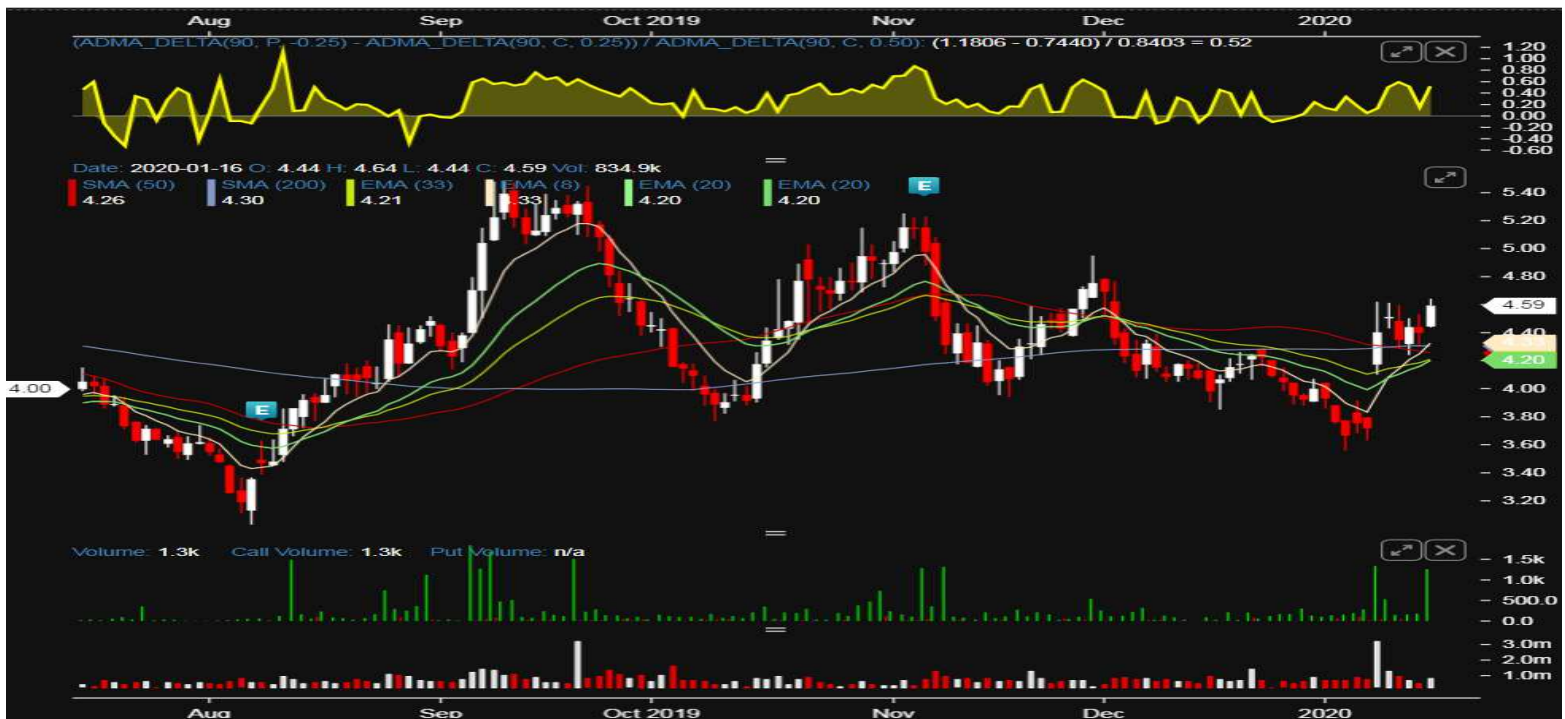 Aug Sep Oct 2019 Nov Dec 2020
(ADMA_DELTA(90, P, -0.25) - ADMA_DELTA(90, C, 0.25)) / ADMA_DELTA(90, C, 0.50): (1.1806 - 0.7440) / 0.8403 = 0.52
1.20
1.00
0.80
0.60
0.40
0.20
0.00
-0.20
-0.40
-0.60
Date: 2020-01-16 O: 4.44 H: 4.64 L: 4.44 C: 4.59 Vol: 834.9k
SMA (50) SMA (200) EMA (33) EMA (8) EMA (20) EMA (20)
4.26 4.30 4.21 4.33 4.20 4.20
E
E
5.40
5.20
5.00
4.80
4.59
4.40
4.20
4.00
4.00
3.80
3.60
3.40
3.20
Volume: 1.3k Call Volume: 1.3k Put Volume: n/a
1.5k
1.0k
500.0
0.0
3.0m
2.0m
1.0m
Aug Sep Oct 2019 Nov Dec 2020